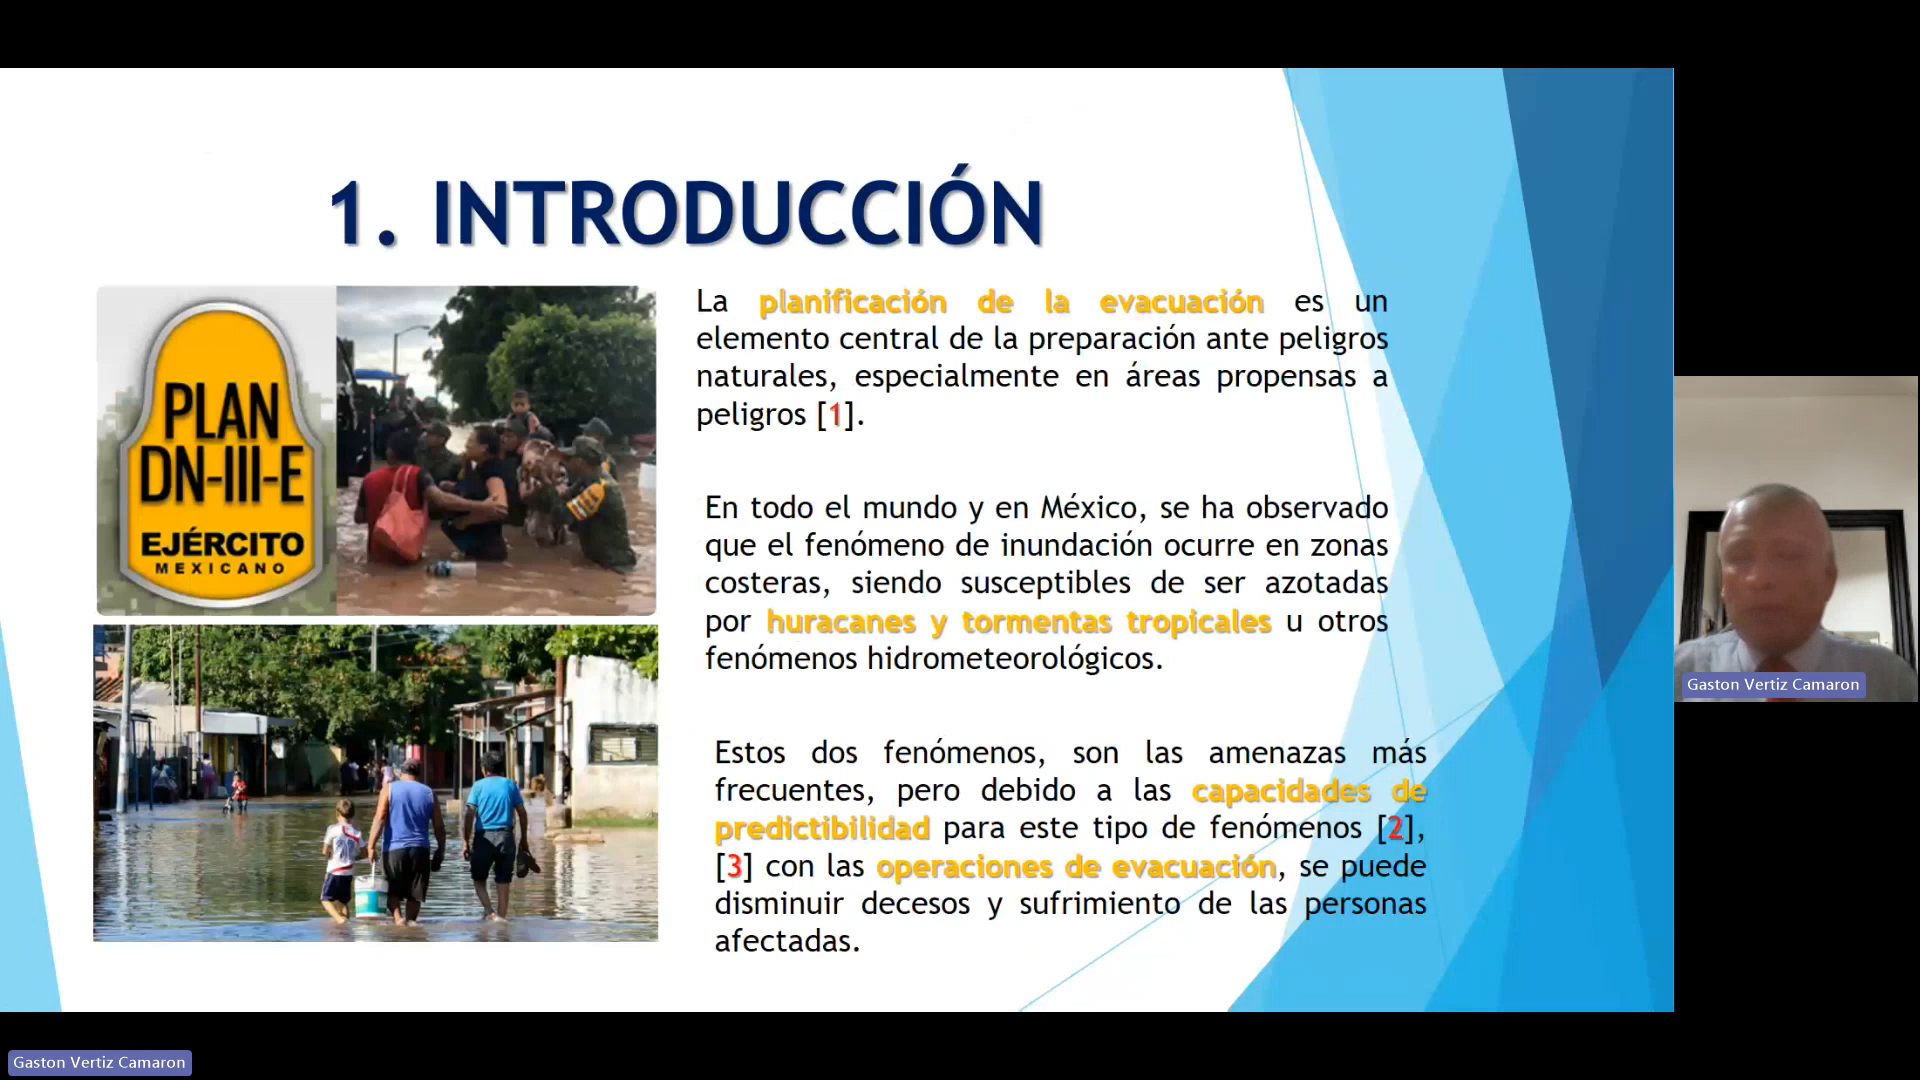 1. INTRODUCCIÓN
PLAN
DN-III-E
EJÉRCITO
MEXICANO
La planificación de la evacuación es un
elemento central de la preparación ante peligros
naturales, especialmente en áreas propensas a
peligros [1].
En todo el mundo y en México, se ha observado
que el fenómeno de inundación ocurre en zonas
costeras, siendo susceptibles de ser azotadas
por huracanes y tormentas tropicales u otros
fenómenos hidrometeorológicos.
Estos dos fenómenos, son las amenazas más
frecuentes, pero debido a las capacidades de
predictibilidad para este tipo de fenómenos [2],
[3] con las operaciones de evacuación, se puede
disminuir decesos y sufrimiento de las personas
afectadas.
Gaston Vertiz Camaron
Gaston Vertiz Camaron